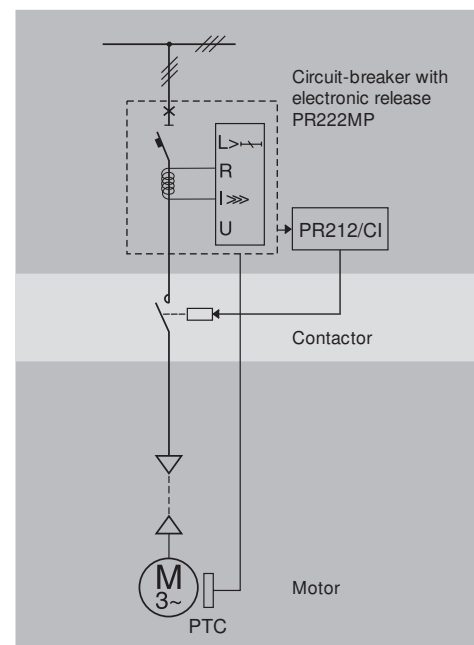 Circuit-breaker with
electronic release
PR222MP
L>
R
I>>>
U
PR212/CI
Contactor
M
3~
Motor
PTC